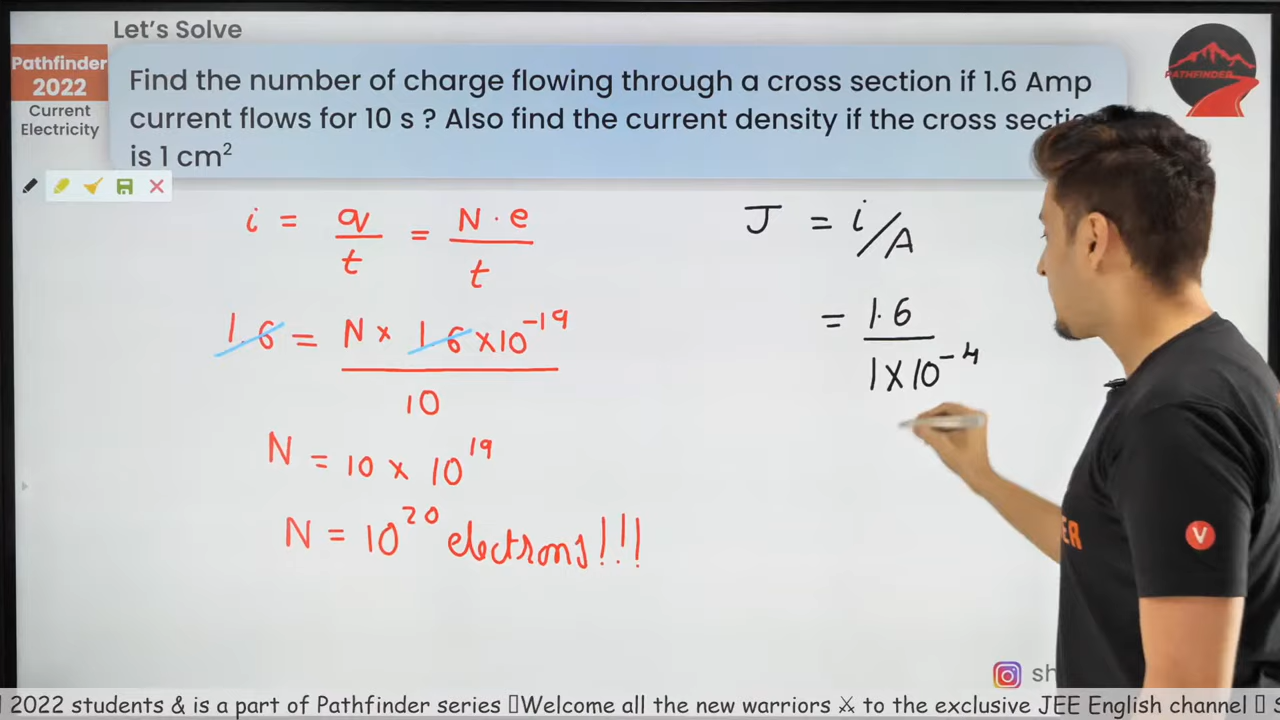 Let's Solve
Pathfinder
2022
Current
Electricity
Find the number of charge flowing through a cross section if 1.6 Amp
current flows for 10 s ? Also find the current density if the cross
is 1 cm²
PATHFINDER
i = q/t = N·e/t
1.6 = N × 1.6 × 10⁻¹⁹ / 10
N = 10 × 10¹⁹
N = 10²⁰ electrons!!!
J = i/A
= 1.6 / 1 × 10⁻⁴
V
2022 students & is a part of Pathfinder series Welcome all the new warriors ⚔ to the exclusive JEE English channel